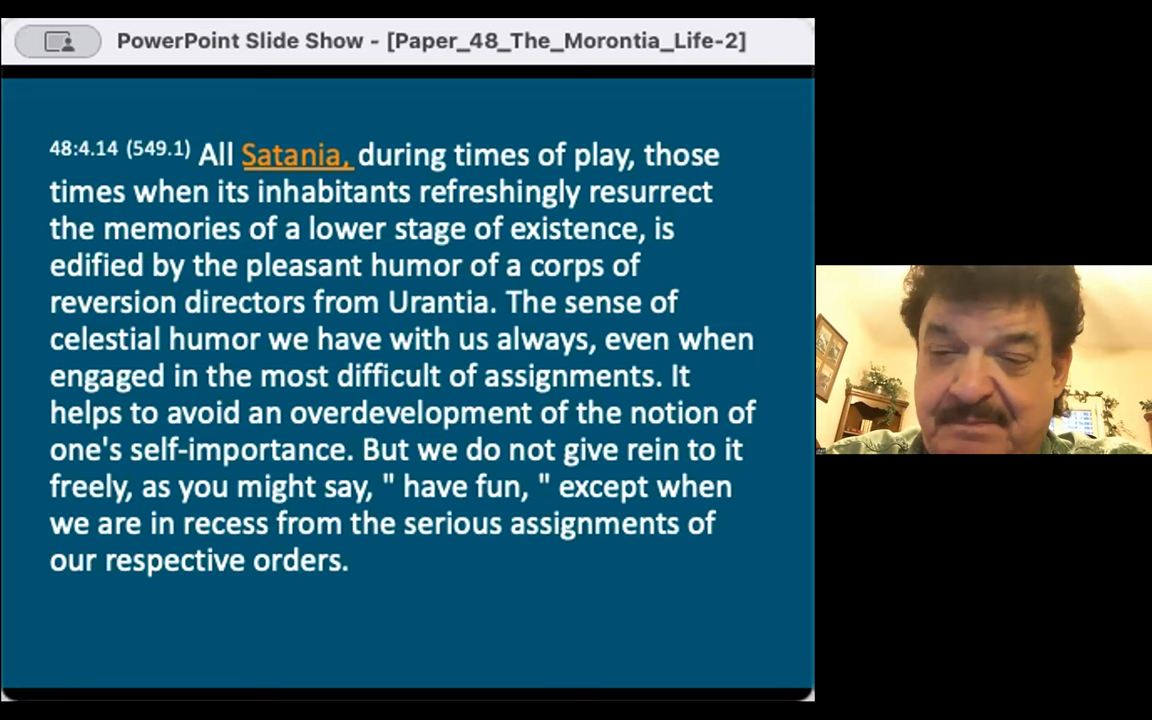 PowerPoint Slide Show - [Paper_48_The_Morontia_Life-2]
48:4.14 (549.1) All Satania, during times of play, those
times when its inhabitants refreshingly resurrect
the memories of a lower stage of existence, is
edified by the pleasant humor of a corps of
reversion directors from Urantia. The sense of
celestial humor we have with us always, even when
engaged in the most difficult of assignments. It
helps to avoid an overdevelopment of the notion of
one's self-importance. But we do not give rein to it
freely, as you might say, " have fun, " except when
we are in recess from the serious assignments of
our respective orders.